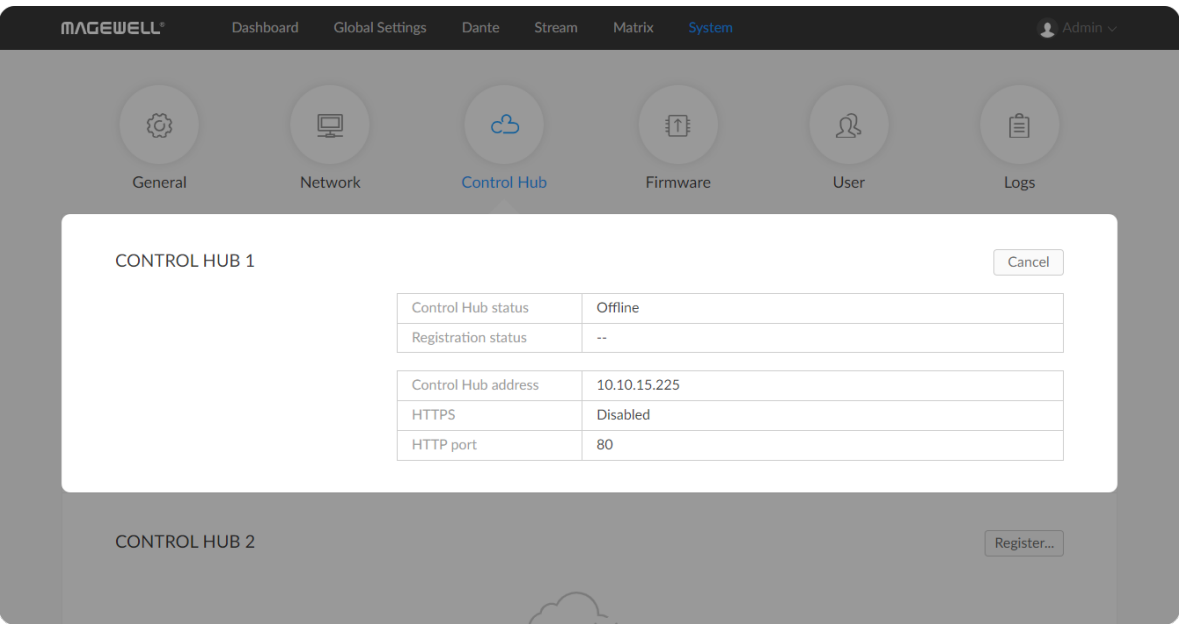 MAGEWELL® Dashboard Global Settings Dante Stream Matrix System Admin
General Network Control Hub Firmware User Logs
CONTROL HUB 1 Cancel
Control Hub status Offline
Registration status --
Control Hub address 10.10.15.225
HTTPS Disabled
HTTP port 80
CONTROL HUB 2 Register...